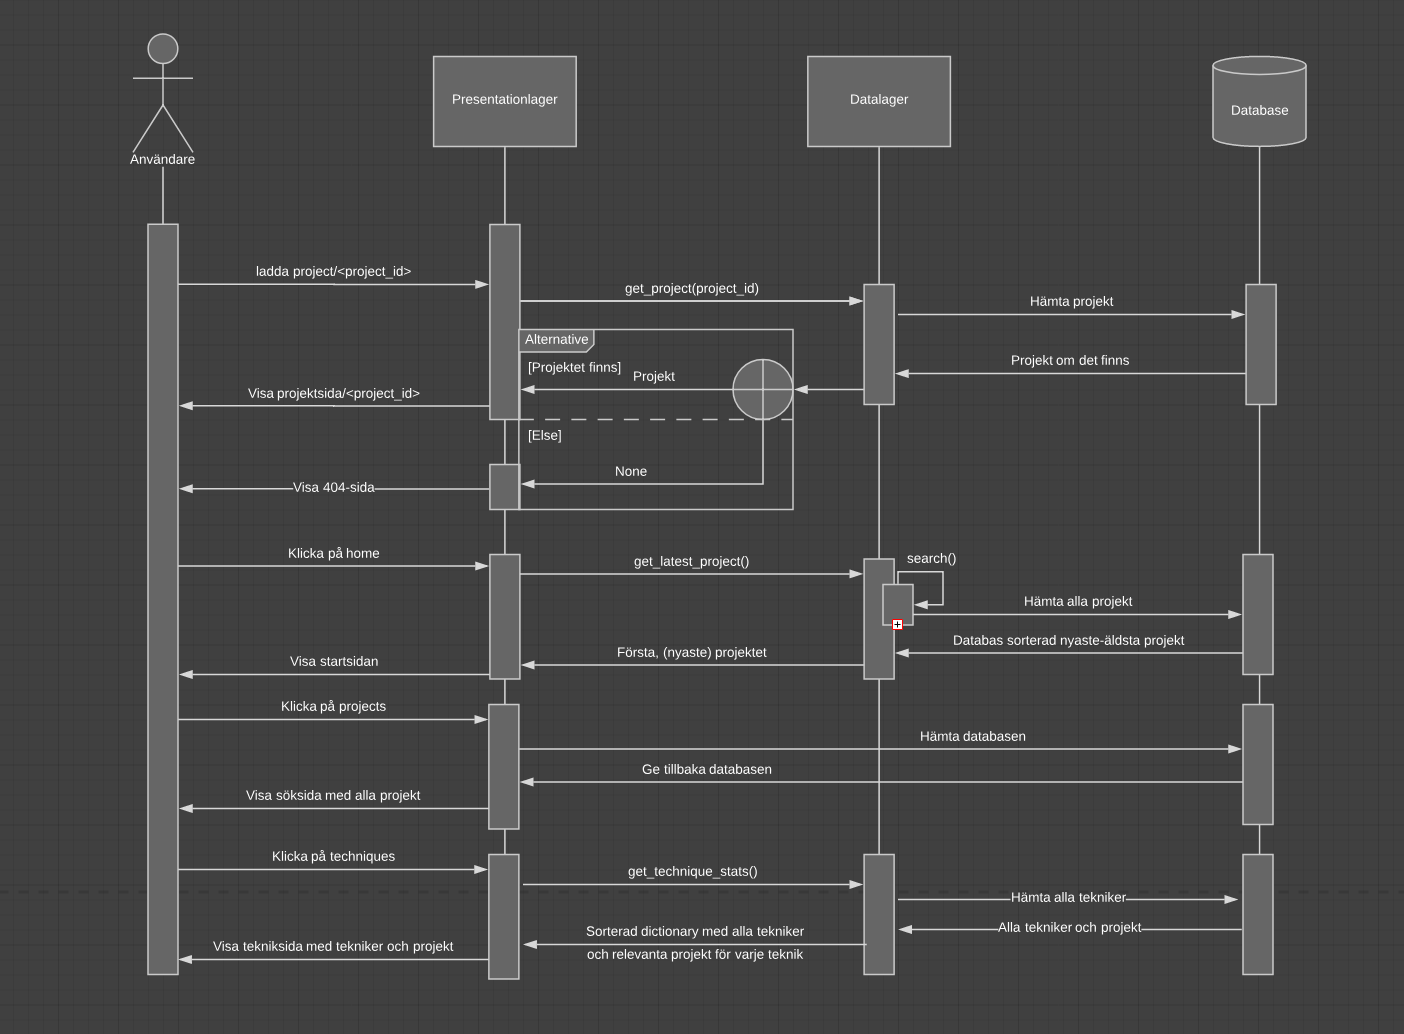 Användare
Presentationlager
Datalager
Database
ladda project/<project_id>
get_project(project_id)
Hämta projekt
Alternative
[Projektet finns]
Projekt
Projekt om det finns
Visa projektsida/<project_id>
[Else]
None
Visa 404-sida
Klicka på home
get_latest_project()
search()
Hämta alla projekt
Databas sorterad nyaste-äldsta projekt
Första, (nyaste) projektet
Visa startsidan
Klicka på projects
Hämta databasen
Ge tillbaka databasen
Visa söksida med alla projekt
Klicka på techniques
get_technique_stats()
Hämta alla tekniker
Alla tekniker och projekt
Sorterad dictionary med alla tekniker
och relevanta projekt för varje teknik
Visa tekniksida med tekniker och projekt